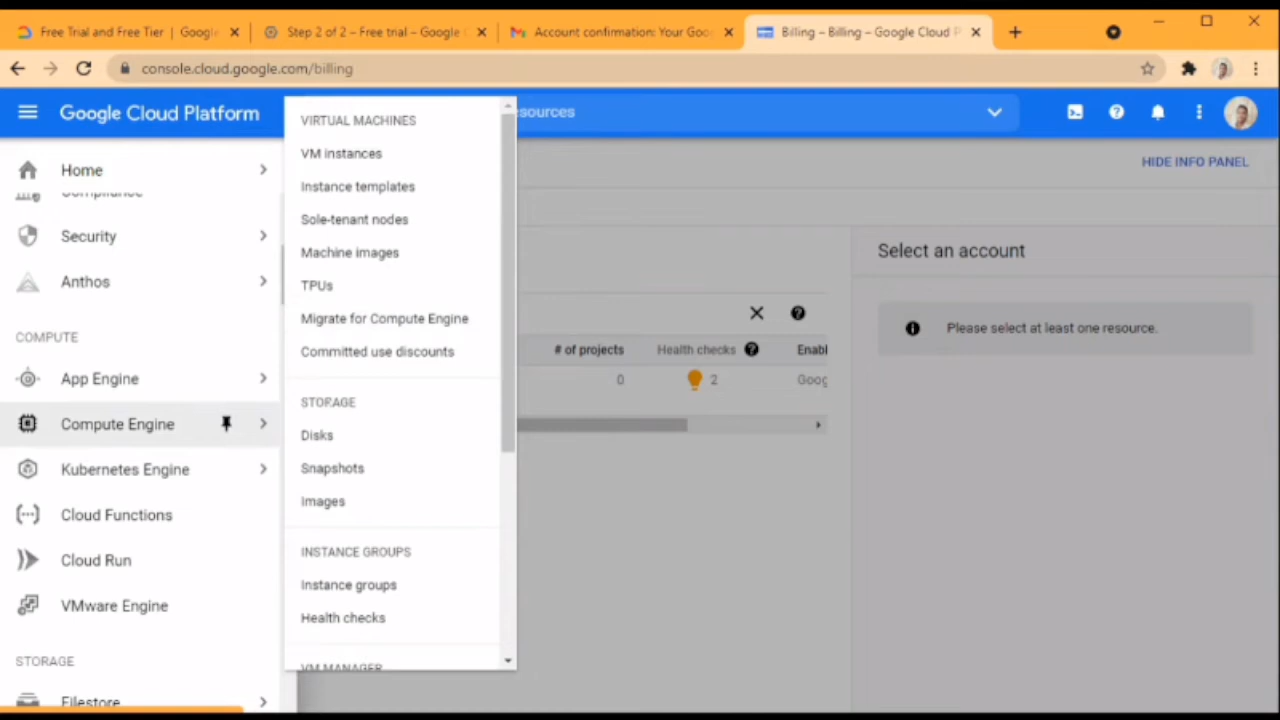 Free Trial and Free Tier | Google
Step 2 of 2 – Free trial – Google C
Account confirmation: Your Goo
Billing – Billing – Google Cloud P
console.cloud.google.com/billing
Google Cloud Platform
HIDE INFO PANEL
Home
Compliance
Security
Anthos
COMPUTE
App Engine
Compute Engine
Kubernetes Engine
Cloud Functions
Cloud Run
VMware Engine
STORAGE
Filestore
VIRTUAL MACHINES
VM instances
Instance templates
Sole-tenant nodes
Machine images
TPUs
Migrate for Compute Engine
Committed use discounts
STORAGE
Disks
Snapshots
Images
INSTANCE GROUPS
Instance groups
Health checks
VM MANAGER
sources
# of projects Health checks Enabl
0 2 Goog
Select an account
Please select at least one resource.